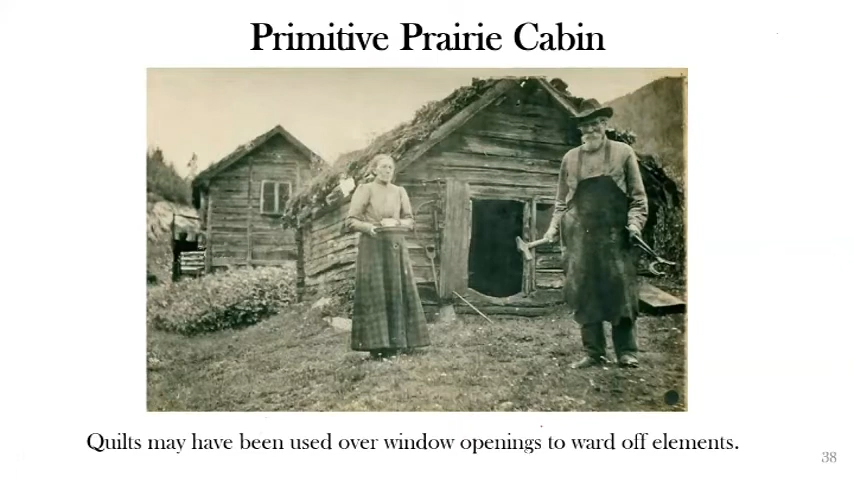 Primitive Prairie Cabin
Quilts may have been used over window openings to ward off elements.
38